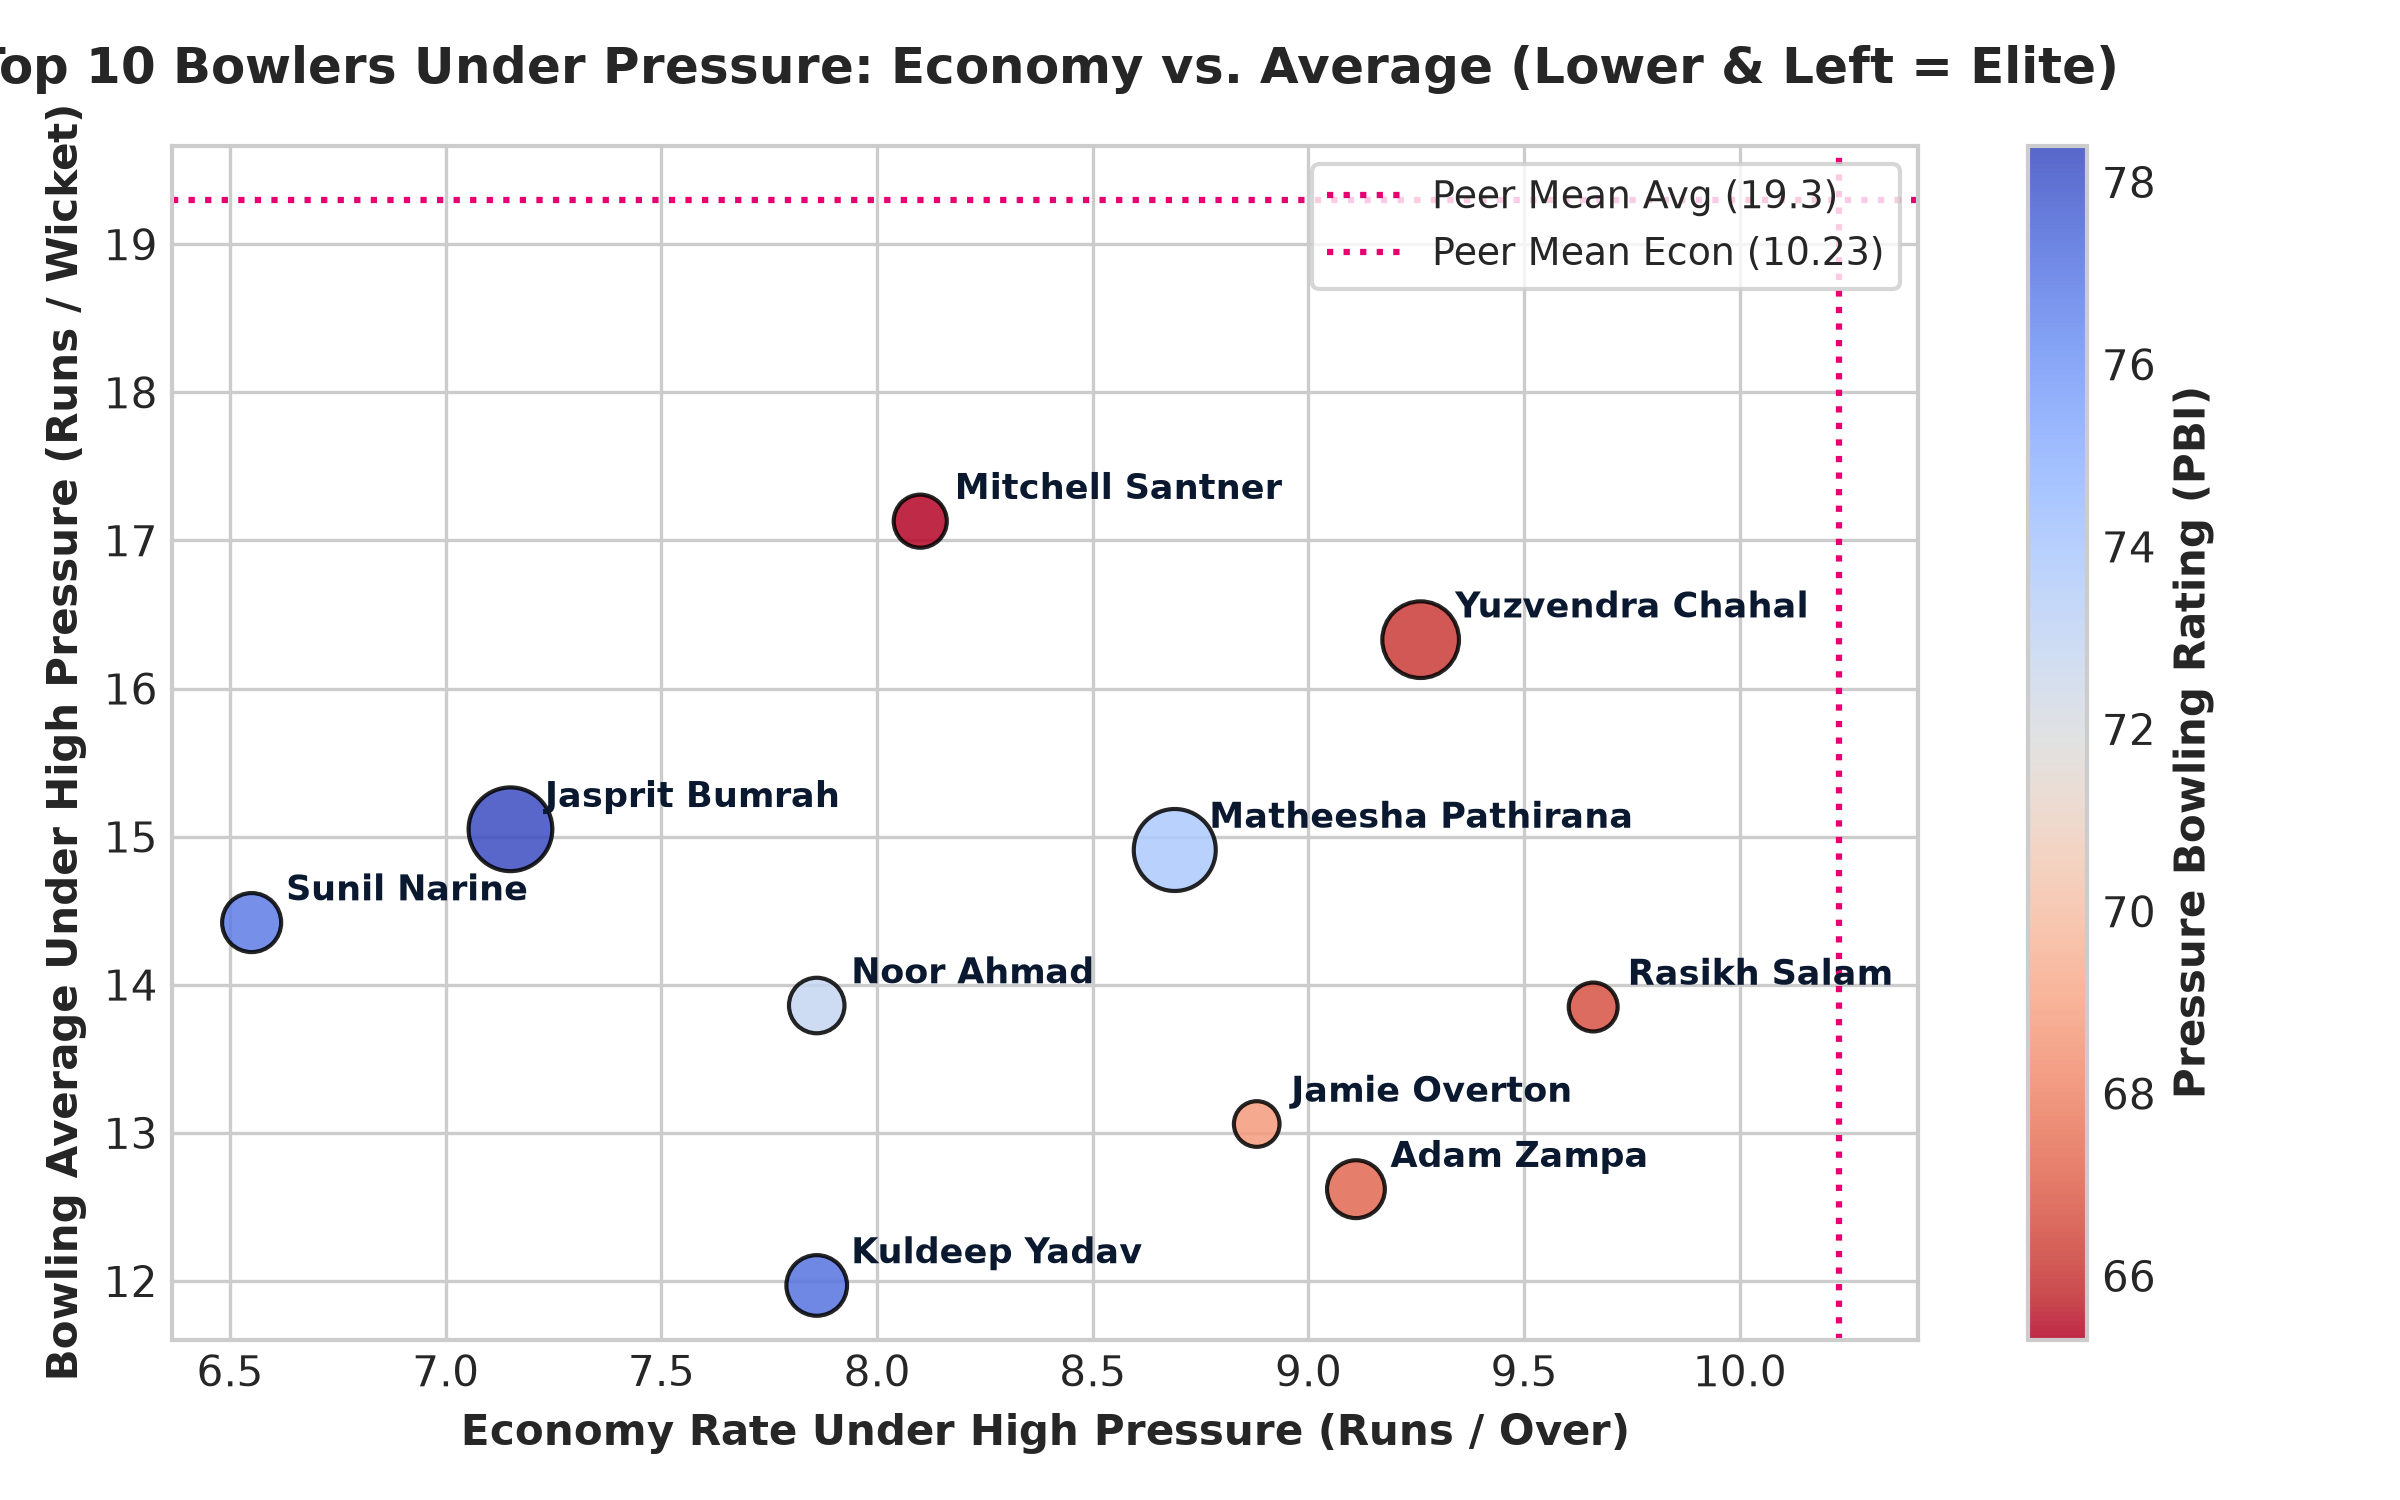 op 10 Bowlers Under Pressure: Economy vs. Average (Lower & Left = Elite)
Bowling Average Under High Pressure (Runs / Wicket)
19
18
17
16
15
14
13
12
Peer Mean Avg (19.3)
Peer Mean Econ (10.23)
Mitchell Santner
Yuzvendra Chahal
Jasprit Bumrah
Matheesha Pathirana
Sunil Narine
Noor Ahmad
Rasikh Salam
Jamie Overton
Adam Zampa
Kuldeep Yadav
6.5 7.0 7.5 8.0 8.5 9.0 9.5 10.0
Economy Rate Under High Pressure (Runs / Over)
78
76
74
72
70
68
66
Pressure Bowling Rating (PBI)